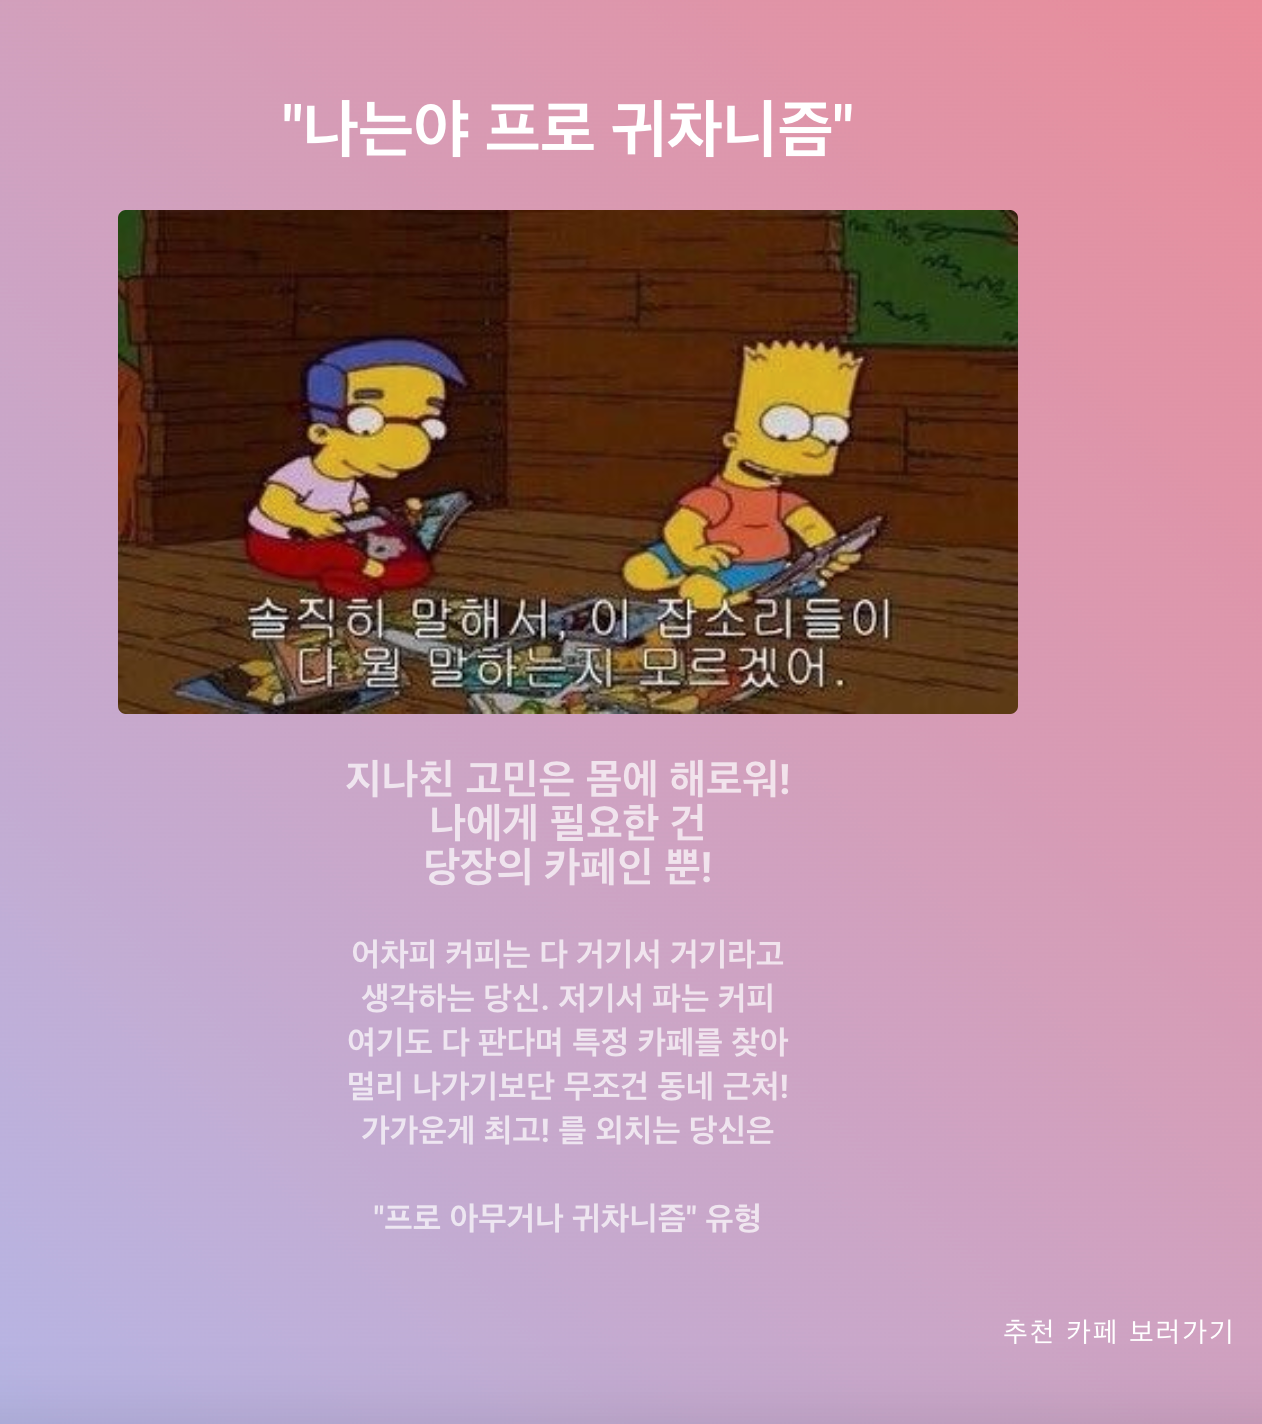 "나는야 프로 귀차니즘"
솔직히 말해서, 이 잡소리들이
다 뭘 말하는지 모르겠어.
지나친 고민은 몸에 해로워!
나에게 필요한 건
당장의 카페인 뿐!
어차피 커피는 다 거기서 거기라고
생각하는 당신. 저기서 파는 커피
여기도 다 판다며 특정 카페를 찾아
멀리 나가기보단 무조건 동네 근처!
가가운게 최고! 를 외치는 당신은
"프로 아무거나 귀차니즘" 유형
추천 카페 보러가기